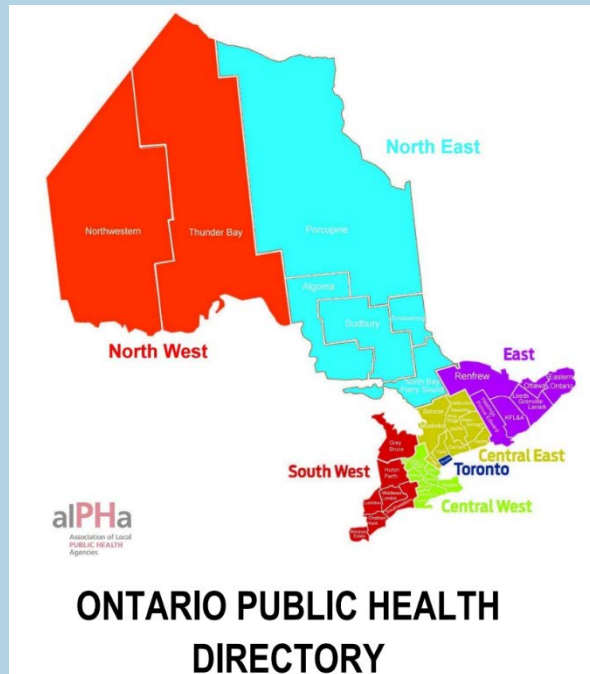 North East
Northwestern
Thunder Bay
Porcupine
Algoma
Sudbury
North West
North Bay
Parry Sound
East
Renfrew
Ottawa
Eastern
Ontario
Leeds
Grenville
Lanark
KFL&A
Simcoe
Muskoka
Central East
Toronto
Grey
Bruce
Huron
Perth
South West
Middlesex
London
Central West
alPHa
Association of Local
PUBLIC HEALTH
Agencies
ONTARIO PUBLIC HEALTH
DIRECTORY